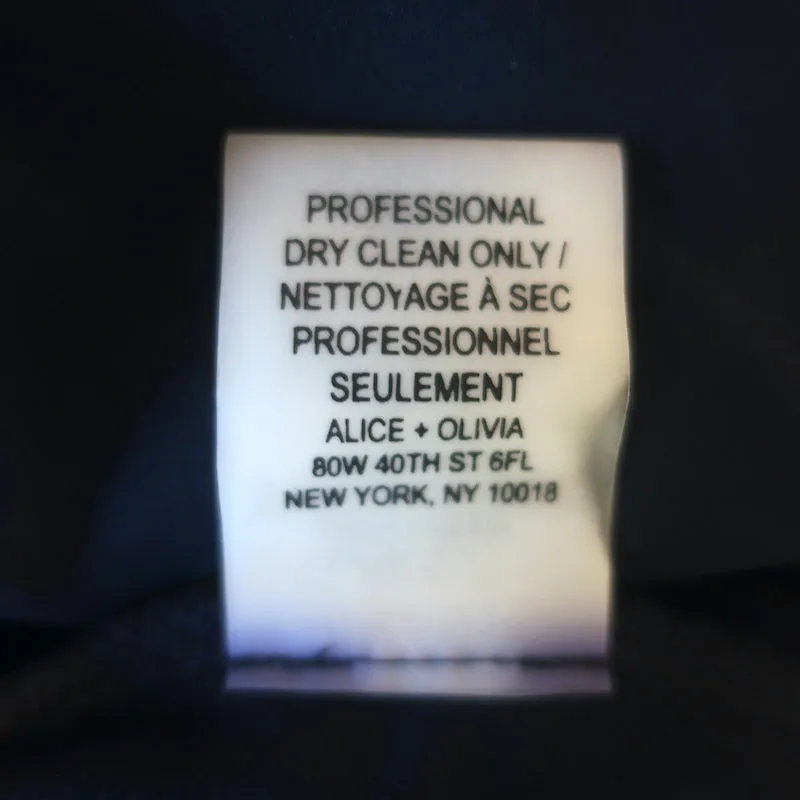 PROFESSIONAL
DRY CLEAN ONLY /
NETTOYAGE À SEC
PROFESSIONNEL
SEULEMENT
ALICE + OLIVIA
80W 40TH ST 6FL
NEW YORK, NY 10018